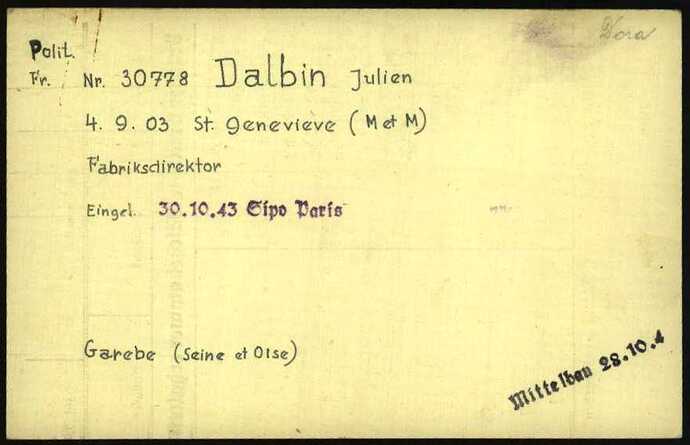 Dora
Polit.
Fr. Nr. 30778 Dalbin Julien
4. 9. 03 St. Genevieve (M et M)
Fabriksdirektor
Eingel. 30.10.43 Sipo Paris
Garebe (Seine et Oise)
Mittelbau 28.10.4